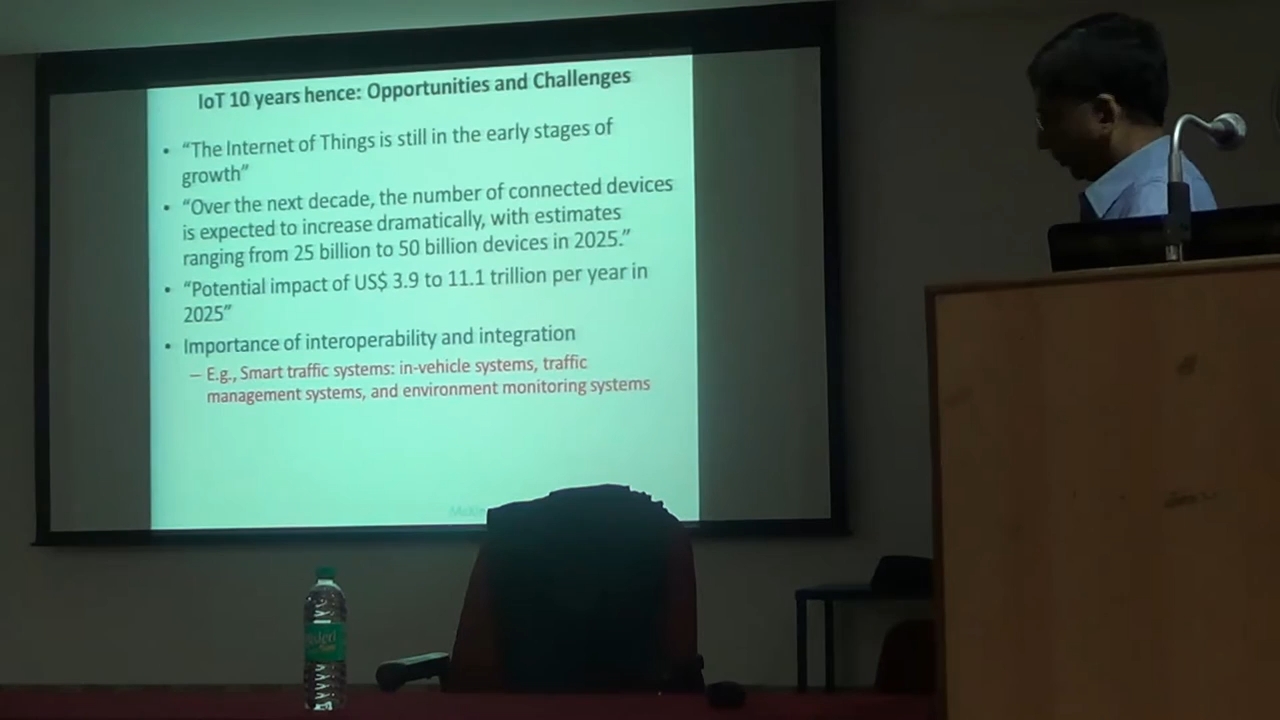 IoT 10 years hence: Opportunities and Challenges
• “The Internet of Things is still in the early stages of
growth”
• “Over the next decade, the number of connected devices
is expected to increase dramatically, with estimates
ranging from 25 billion to 50 billion devices in 2025.”
• “Potential impact of US$ 3.9 to 11.1 trillion per year in
2025”
• Importance of interoperability and integration
– E.g., Smart traffic systems: in-vehicle systems, traffic
management systems, and environment monitoring systems